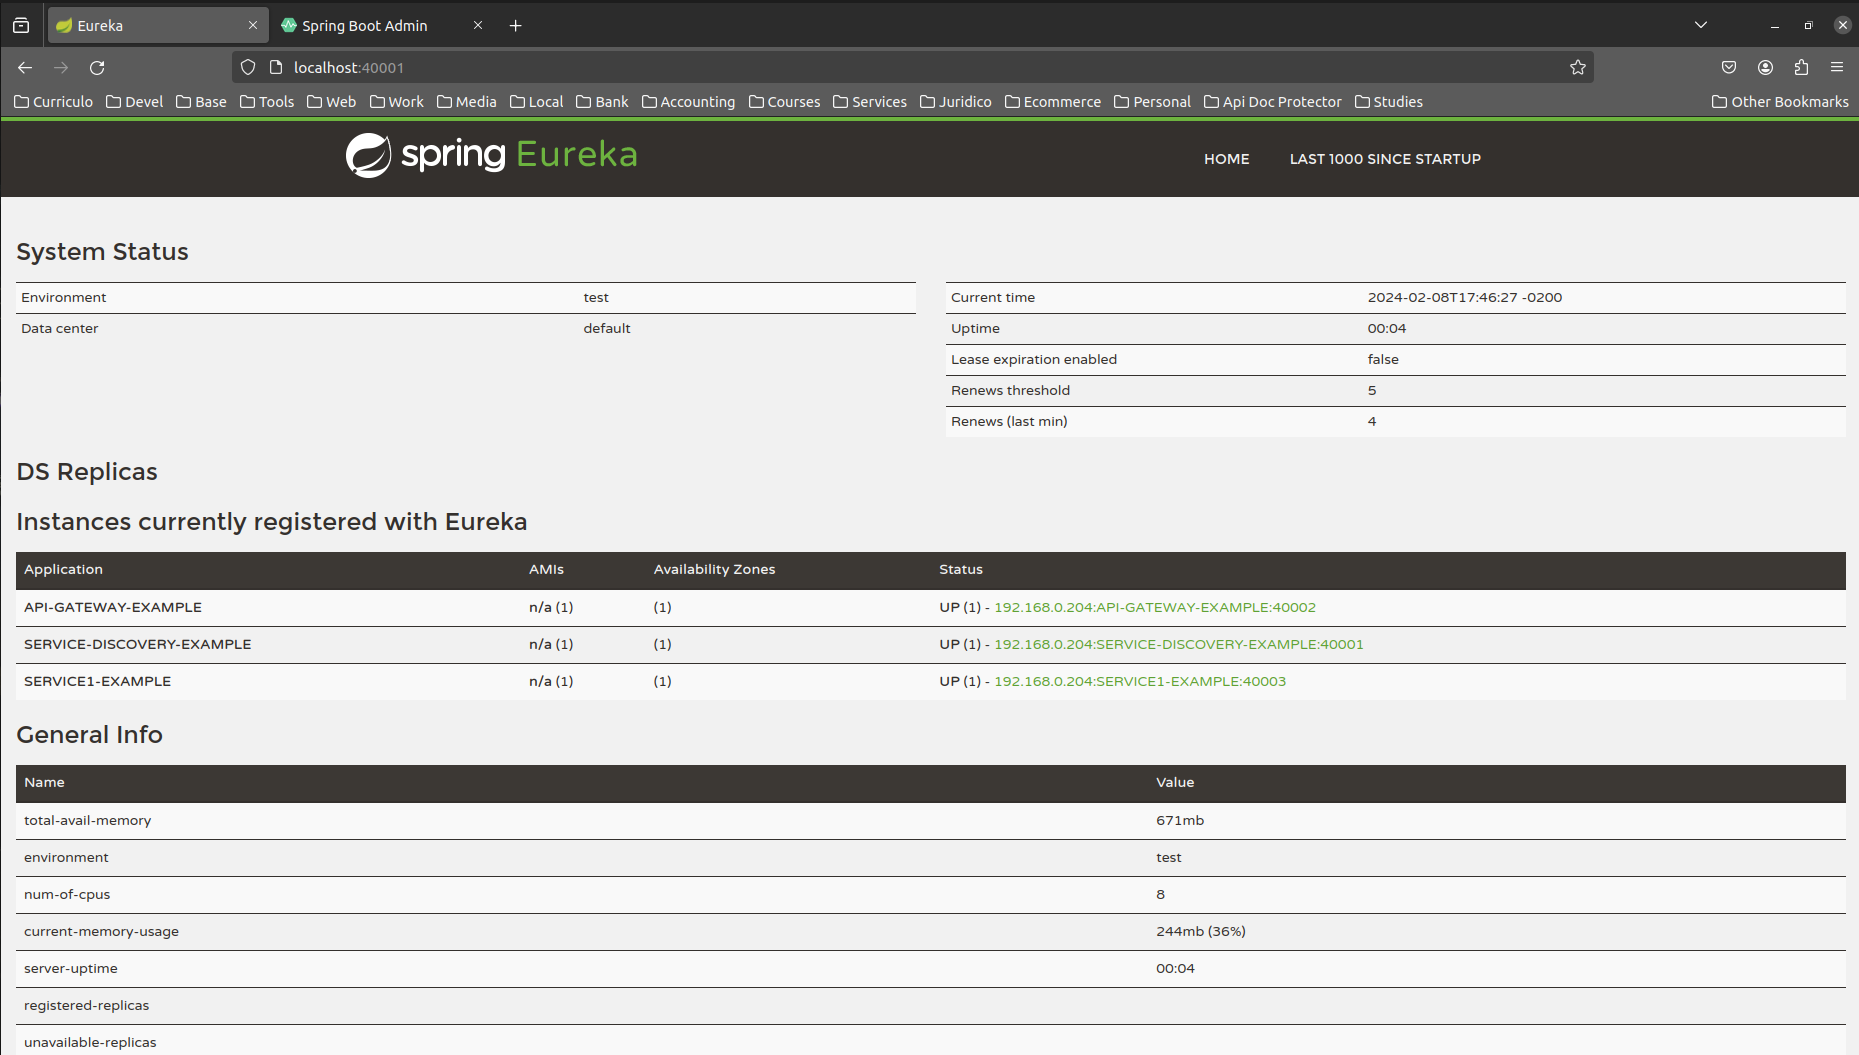 Eureka
Spring Boot Admin
localhost:40001
Curriculo Devel Base Tools Web Work Media Local Bank Accounting Courses Services Juridico Ecommerce Personal Api Doc Protector Studies Other Bookmarks
spring Eureka
HOME LAST 1000 SINCE STARTUP
System Status
Environment test
Data center default
Current time 2024-02-08T17:46:27 -0200
Uptime 00:04
Lease expiration enabled false
Renews threshold 5
Renews (last min) 4
DS Replicas
Instances currently registered with Eureka
Application AMIs Availability Zones Status
API-GATEWAY-EXAMPLE n/a (1) (1) UP (1) - 192.168.0.204:API-GATEWAY-EXAMPLE:40002
SERVICE-DISCOVERY-EXAMPLE n/a (1) (1) UP (1) - 192.168.0.204:SERVICE-DISCOVERY-EXAMPLE:40001
SERVICE1-EXAMPLE n/a (1) (1) UP (1) - 192.168.0.204:SERVICE1-EXAMPLE:40003
General Info
Name Value
total-avail-memory 671mb
environment test
num-of-cpus 8
current-memory-usage 244mb (36%)
server-uptime 00:04
registered-replicas
unavailable-replicas